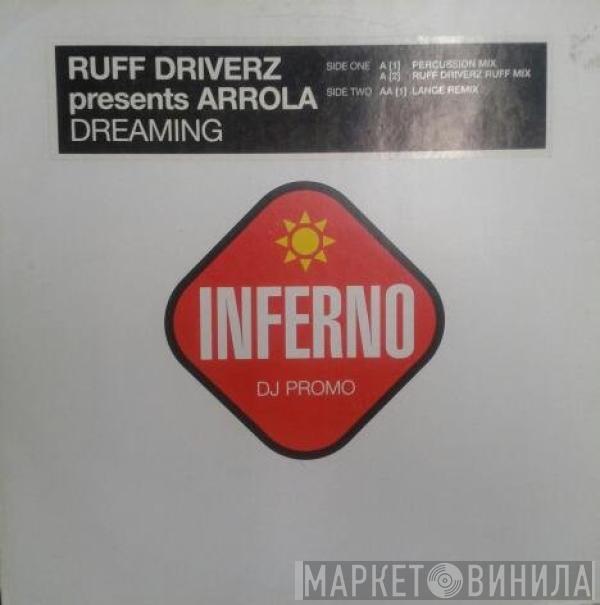 RUFF DRIVERZ
presents ARROLA
DREAMING
SIDE ONE A [1] PERCUSSION MIX
A [2] RUFF DRIVERZ RUFF MIX
SIDE TWO AA [1] LANGE REMIX
INFERNO
DJ PROMO
МАРКЕТ ВИНИЛА